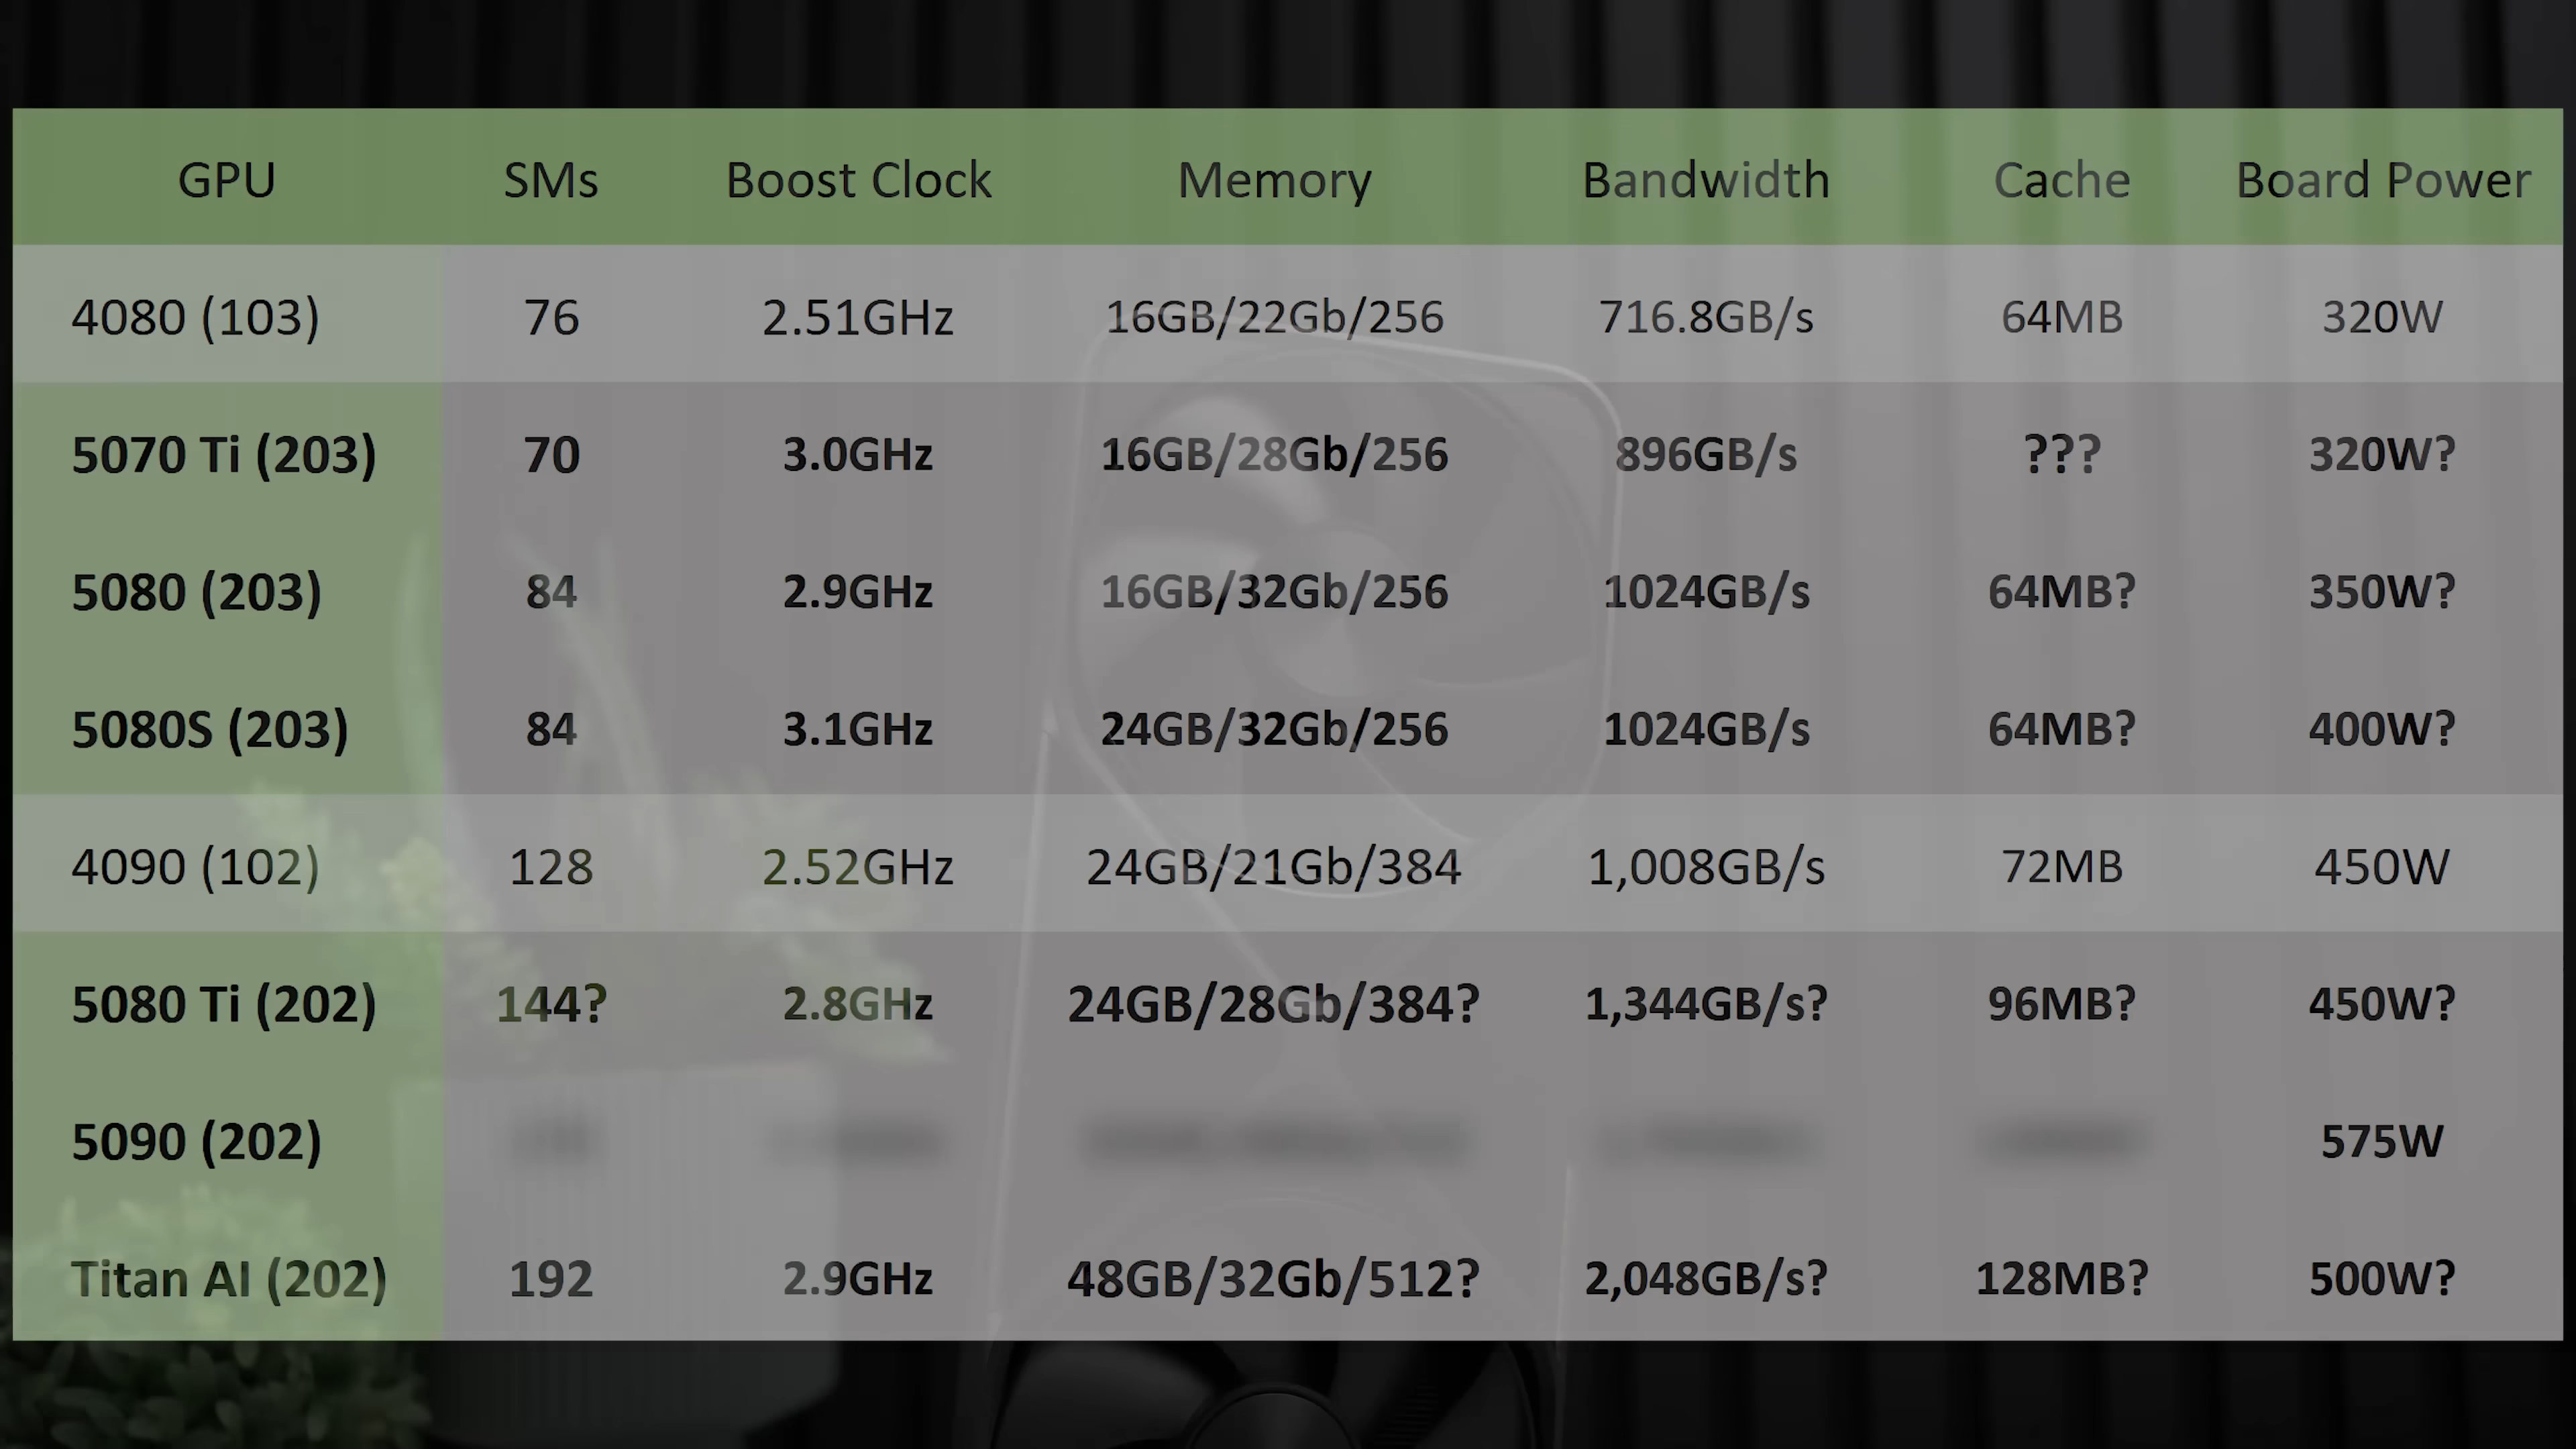 GPU SMs Boost Clock Memory Bandwidth Cache Board Power
4080 (103) 76 2.51GHz 16GB/22Gb/256 716.8GB/s 64MB 320W
5070 Ti (203) 70 3.0GHz 16GB/28Gb/256 896GB/s ??? 320W?
5080 (203) 84 2.9GHz 16GB/32Gb/256 1024GB/s 64MB? 350W?
5080S (203) 84 3.1GHz 24GB/32Gb/256 1024GB/s 64MB? 400W?
4090 (102) 128 2.52GHz 24GB/21Gb/384 1,008GB/s 72MB 450W
5080 Ti (202) 144? 2.8GHz 24GB/28Gb/384? 1,344GB/s? 96MB? 450W?
5090 (202) 575W
Titan AI (202) 192 2.9GHz 48GB/32Gb/512? 2,048GB/s? 128MB? 500W?